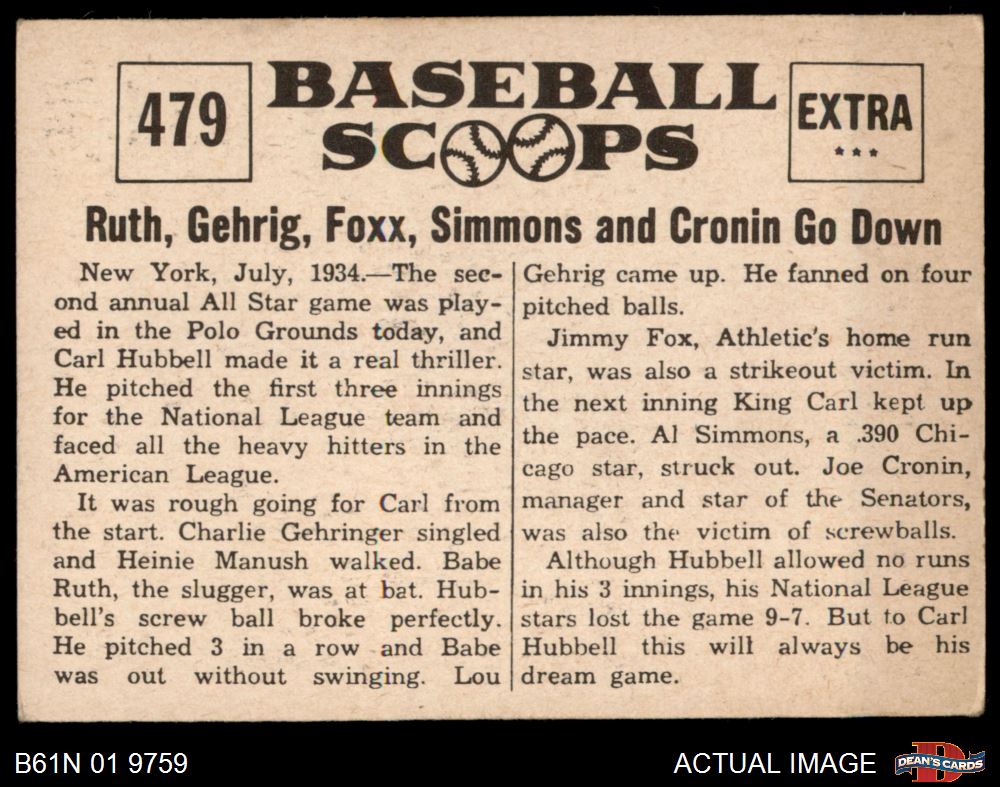 479
BASEBALL
SCOOPS
EXTRA
***
Ruth, Gehrig, Foxx, Simmons and Cronin Go Down
New York, July, 1934.—The sec-
ond annual All Star game was play-
ed in the Polo Grounds today, and
Carl Hubbell made it a real thriller.
He pitched the first three innings
for the National League team and
faced all the heavy hitters in the
American League.
It was rough going for Carl from
the start. Charlie Gehringer singled
and Heinie Manush walked. Babe
Ruth, the slugger, was at bat. Hub-
bell's screw ball broke perfectly.
He pitched 3 in a row and Babe
was out without swinging. Lou
Gehrig came up. He fanned on four
pitched balls.
Jimmy Fox, Athletic's home run
star, was also a strikeout victim. In
the next inning King Carl kept up
the pace. Al Simmons, a .390 Chi-
cago star, struck out. Joe Cronin,
manager and star of the Senators,
was also the victim of screwballs.
Although Hubbell allowed no runs
in his 3 innings, his National League
stars lost the game 9-7. But to Carl
Hubbell this will always be his
dream game.
B61N 01 9759
ACTUAL IMAGE
D
DEAN'S CARDS